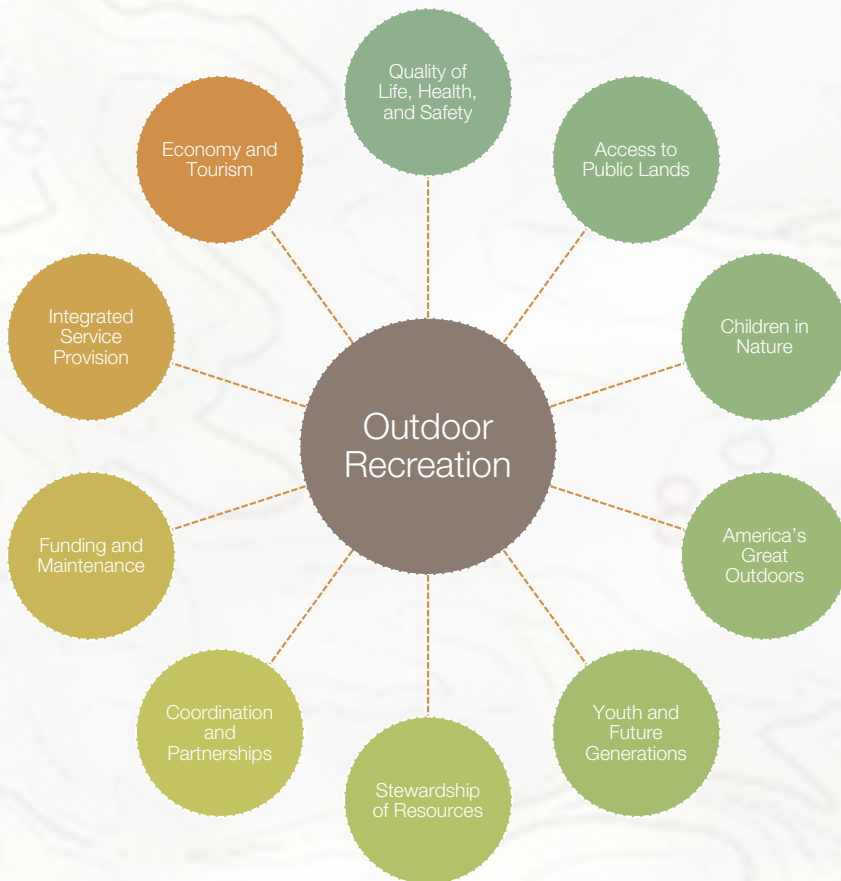 Quality of
Life, Health,
and Safety
Access to
Public Lands
Children in
Nature
America's
Great
Outdoors
Youth and
Future
Generations
Stewardship
of Resources
Coordination
and
Partnerships
Funding and
Maintenance
Integrated
Service
Provision
Economy and
Tourism
Outdoor
Recreation